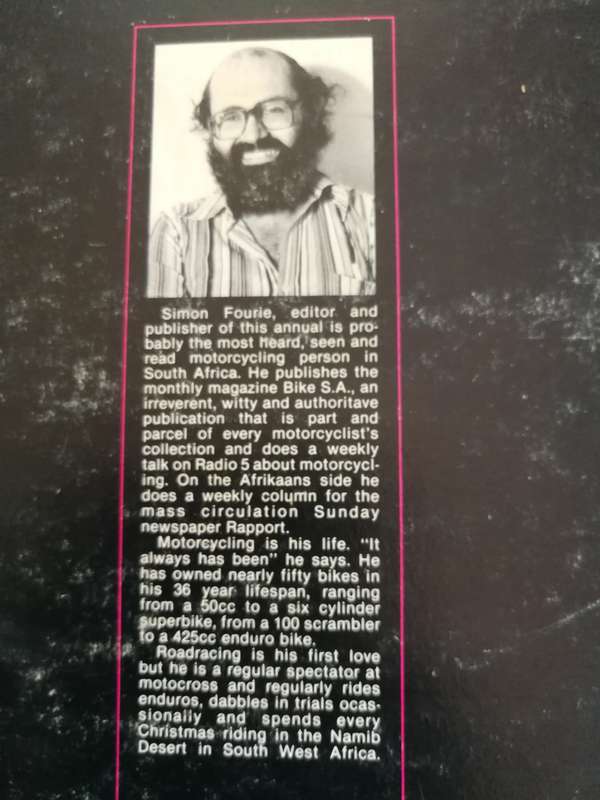 Simon Fourie, editor and
publisher of this annual is pro-
bably the most heard, seen and
read motorcycling person in
South Africa. He publishes the
monthly magazine Bike S.A., an
irreverent, witty and authoritave
publication that is part and
parcel of every motorcyclist's
collection and does a weekly
talk on Radio 5 about motorcycl-
ing. On the Afrikaans side he
does a weekly column for the
mass circulation Sunday
newspaper Rapport.
Motorcycling is his life. "It
always has been" he says. He
has owned nearly fifty bikes in
his 36 year lifespan, ranging
from a 50cc to a six cylinder
superbike, from a 100 scrambler
to a 425cc enduro bike.
Roadracing is his first love
but he is a regular spectator at
motocross and regularly rides
enduros, dabbles in trials ocas-
sionally and spends every
Christmas riding in the Namib
Desert in South West Africa.